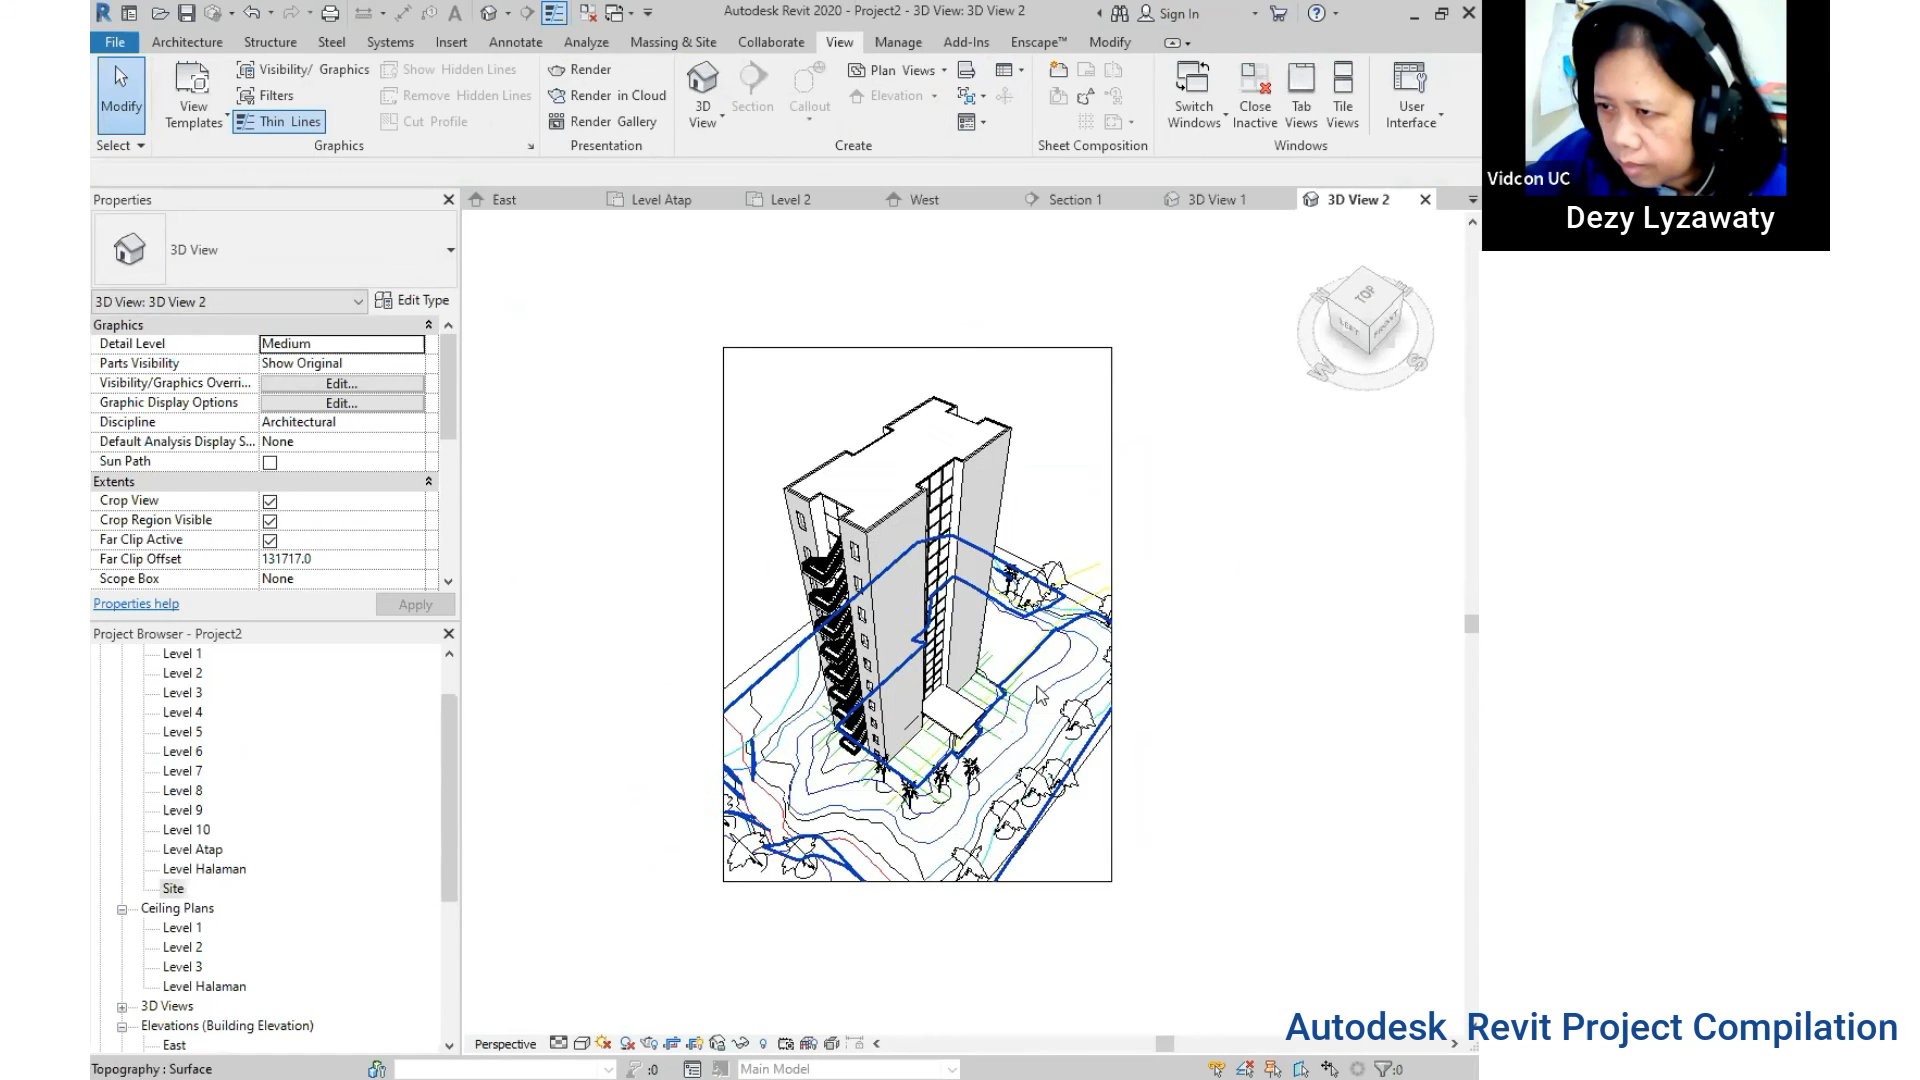 Autodesk Revit 2020 - Project2 - 3D View: 3D View 2
Sign In
File
Architecture
Structure
Steel
Systems
Insert
Annotate
Analyze
Massing & Site
Collaborate
View
Manage
Add-Ins
Enscape™
Modify
Modify
View Templates
Visibility/ Graphics
Filters
Thin Lines
Show Hidden Lines
Remove Hidden Lines
Cut Profile
Render
Render in Cloud
Render Gallery
3D View
Section
Callout
Plan Views
Elevation
Switch Windows
Close Inactive
Tab Views
Tile Views
User Interface
Select
Graphics
Presentation
Create
Sheet Composition
Windows
Vidcon UC
Dezy Lyzawaty
Properties
East
Level Atap
Level 2
West
Section 1
3D View 1
3D View 2
3D View
3D View: 3D View 2
Edit Type
Graphics
Detail Level Medium
Parts Visibility Show Original
Visibility/Graphics Overri... Edit...
Graphic Display Options Edit...
Discipline Architectural
Default Analysis Display S... None
Sun Path
Extents
Crop View
Crop Region Visible
Far Clip Active
Far Clip Offset 131717.0
Scope Box None
Properties help
Apply
TOP
LEFT
FRONT
Project Browser - Project2
Level 1
Level 2
Level 3
Level 4
Level 5
Level 6
Level 7
Level 8
Level 9
Level 10
Level Atap
Level Halaman
Site
Ceiling Plans
Level 1
Level 2
Level 3
Level Halaman
3D Views
Elevations (Building Elevation)
East
Perspective
Autodesk Revit Project Compilation
Topography : Surface
:0
Main Model
:0